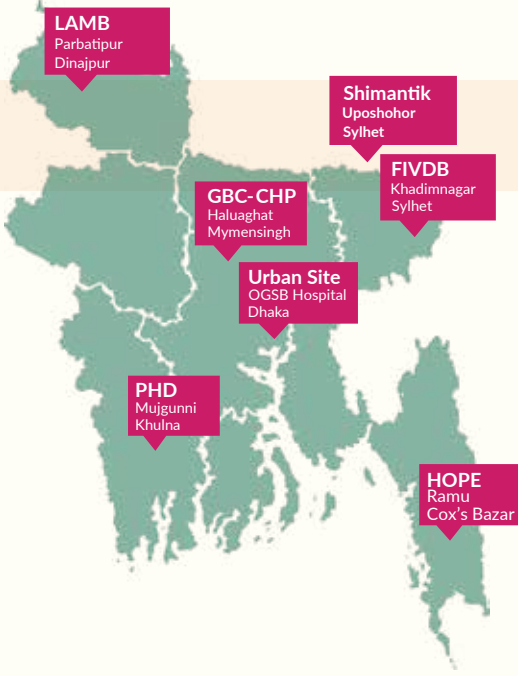 LAMB
Parbatipur
Dinajpur
Shimantik
Uposhohor
Sylhet
FIVDB
Khadimnagar
Sylhet
GBC-CHP
Haluaghat
Mymensingh
Urban Site
OGSB Hospital
Dhaka
PHD
Mujgunni
Khulna
HOPE
Ramu
Cox's Bazar